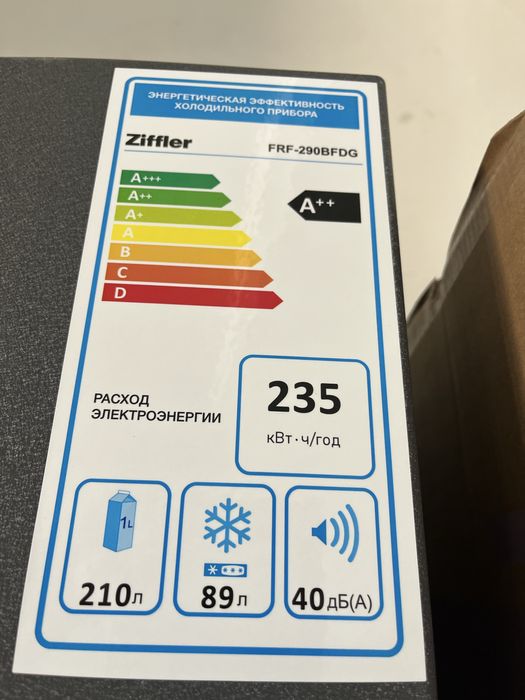 ЭНЕРГЕТИЧЕСКАЯ ЭФФЕКТИВНОСТЬ
ХОЛОДИЛЬНОГО ПРИБОРА
Ziffler FRF-290BFDG
A+++
A++ A++
A+
A
B
C
D
РАСХОД
ЭЛЕКТРОЭНЕРГИИ
235
кВт·ч/год
1L
210л 89л 40дБ(А)